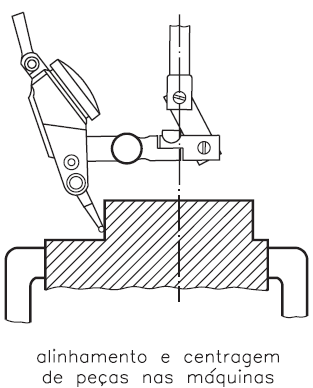 alinhamento e centragem
de peças nas máquinas